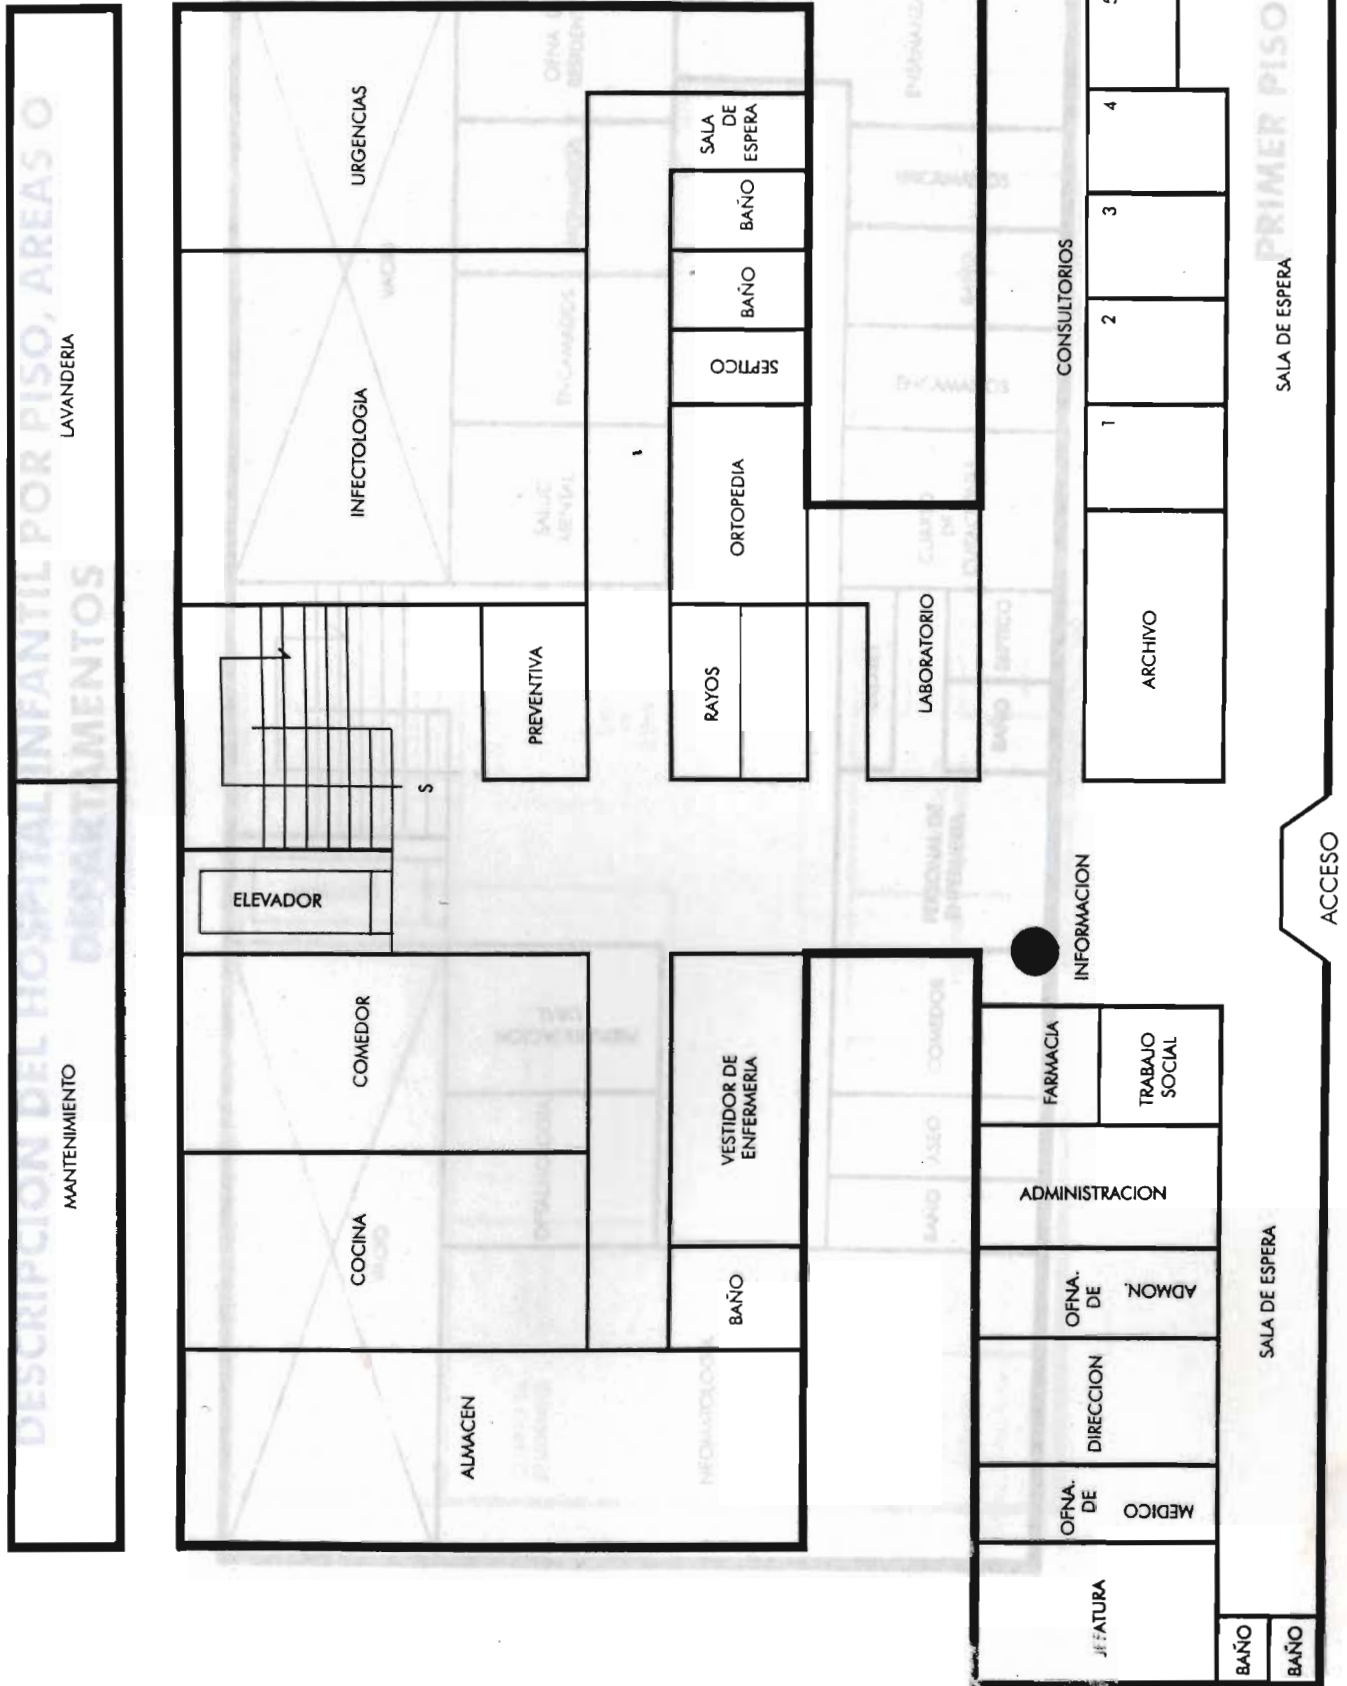 DESCRIPCION DEL HOSPITAL INFANTIL POR PISO, AREAS O
DEPARTAMENTOS
PRIMER PISO
MANTENIMIENTO
LAVANDERIA
ALMACEN
COCINA
COMEDOR
ELEVADOR
S
PREVENTIVA
INFECTOLOGIA
URGENCIAS
BAÑO
VESTIDOR DE
ENFERMERIA
RAYOS
ORTOPEDIA
SEPTICO
BAÑO
BAÑO
SALA
DE
ESPERA
LABORATORIO
JEFATURA
OFNA.
DE
MEDICO
DIRECCION
OFNA.
DE
ADMON.
ADMINISTRACION
FARMACIA
TRABAJO
SOCIAL
INFORMACION
CONSULTORIOS
ARCHIVO
1
2
3
4
5
BAÑO
BAÑO
SALA DE ESPERA
ACCESO
SALA DE ESPERA